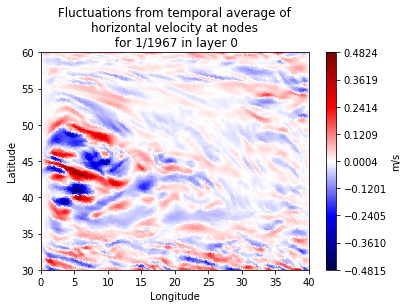 Fluctuations from temporal average of
horizontal velocity at nodes
for 1/1967 in layer 0
60
55
50
45
40
35
30
Latitude
0 5 10 15 20 25 30 35 40
Longitude
0.4824
0.3619
0.2414
0.1209
0.0004
−0.1201
−0.2405
−0.3610
−0.4815
m/s